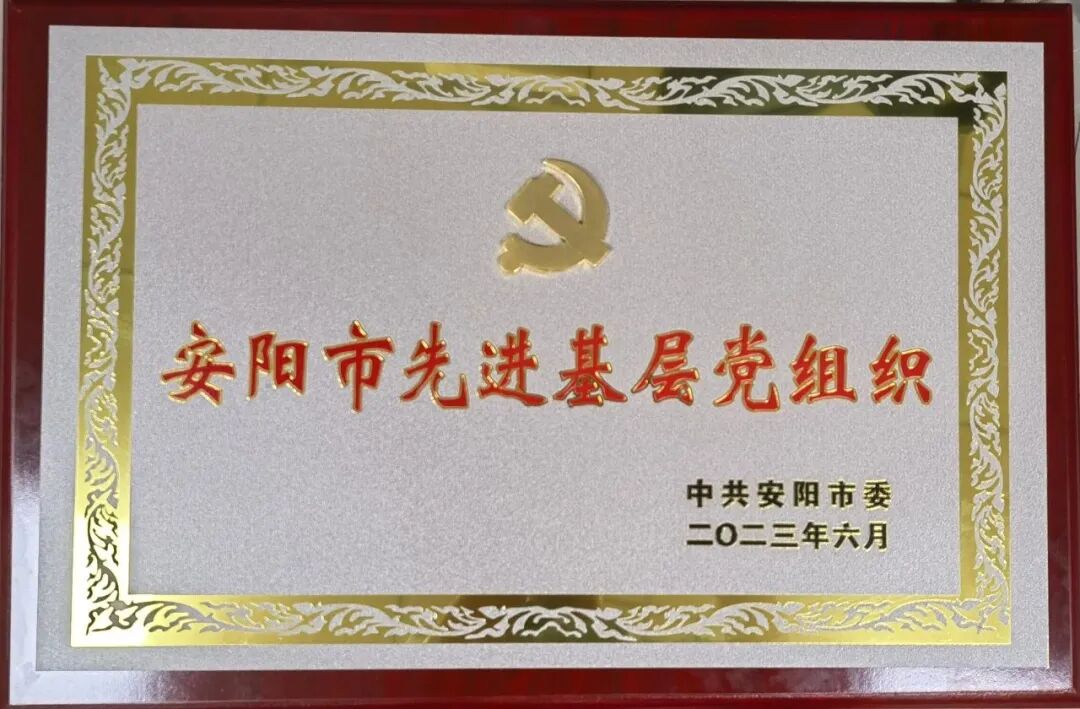 安阳市先进基层党组织
中共安阳市委
二〇二三年六月